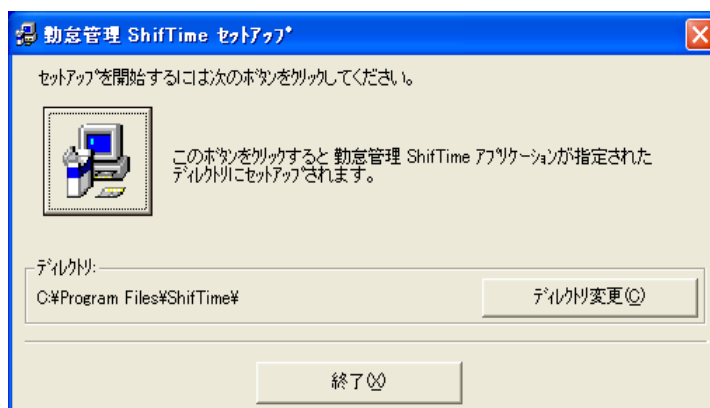 勤怠管理 ShifTime ｾｯﾄｱｯﾌﾟ
ｾｯﾄｱｯﾌﾟを開始するには次のﾎﾞﾀﾝをｸﾘｯｸしてください。
このﾎﾞﾀﾝをｸﾘｯｸすると 勤怠管理 ShifTime ｱﾌﾟﾘｹｰｼｮﾝが指定された
ﾃﾞｨﾚｸﾄﾘにｾｯﾄｱｯﾌﾟされます。
ﾃﾞｨﾚｸﾄﾘ:
C:¥Program Files¥ShifTime¥
ﾃﾞｨﾚｸﾄﾘ変更(C)
終了(X)